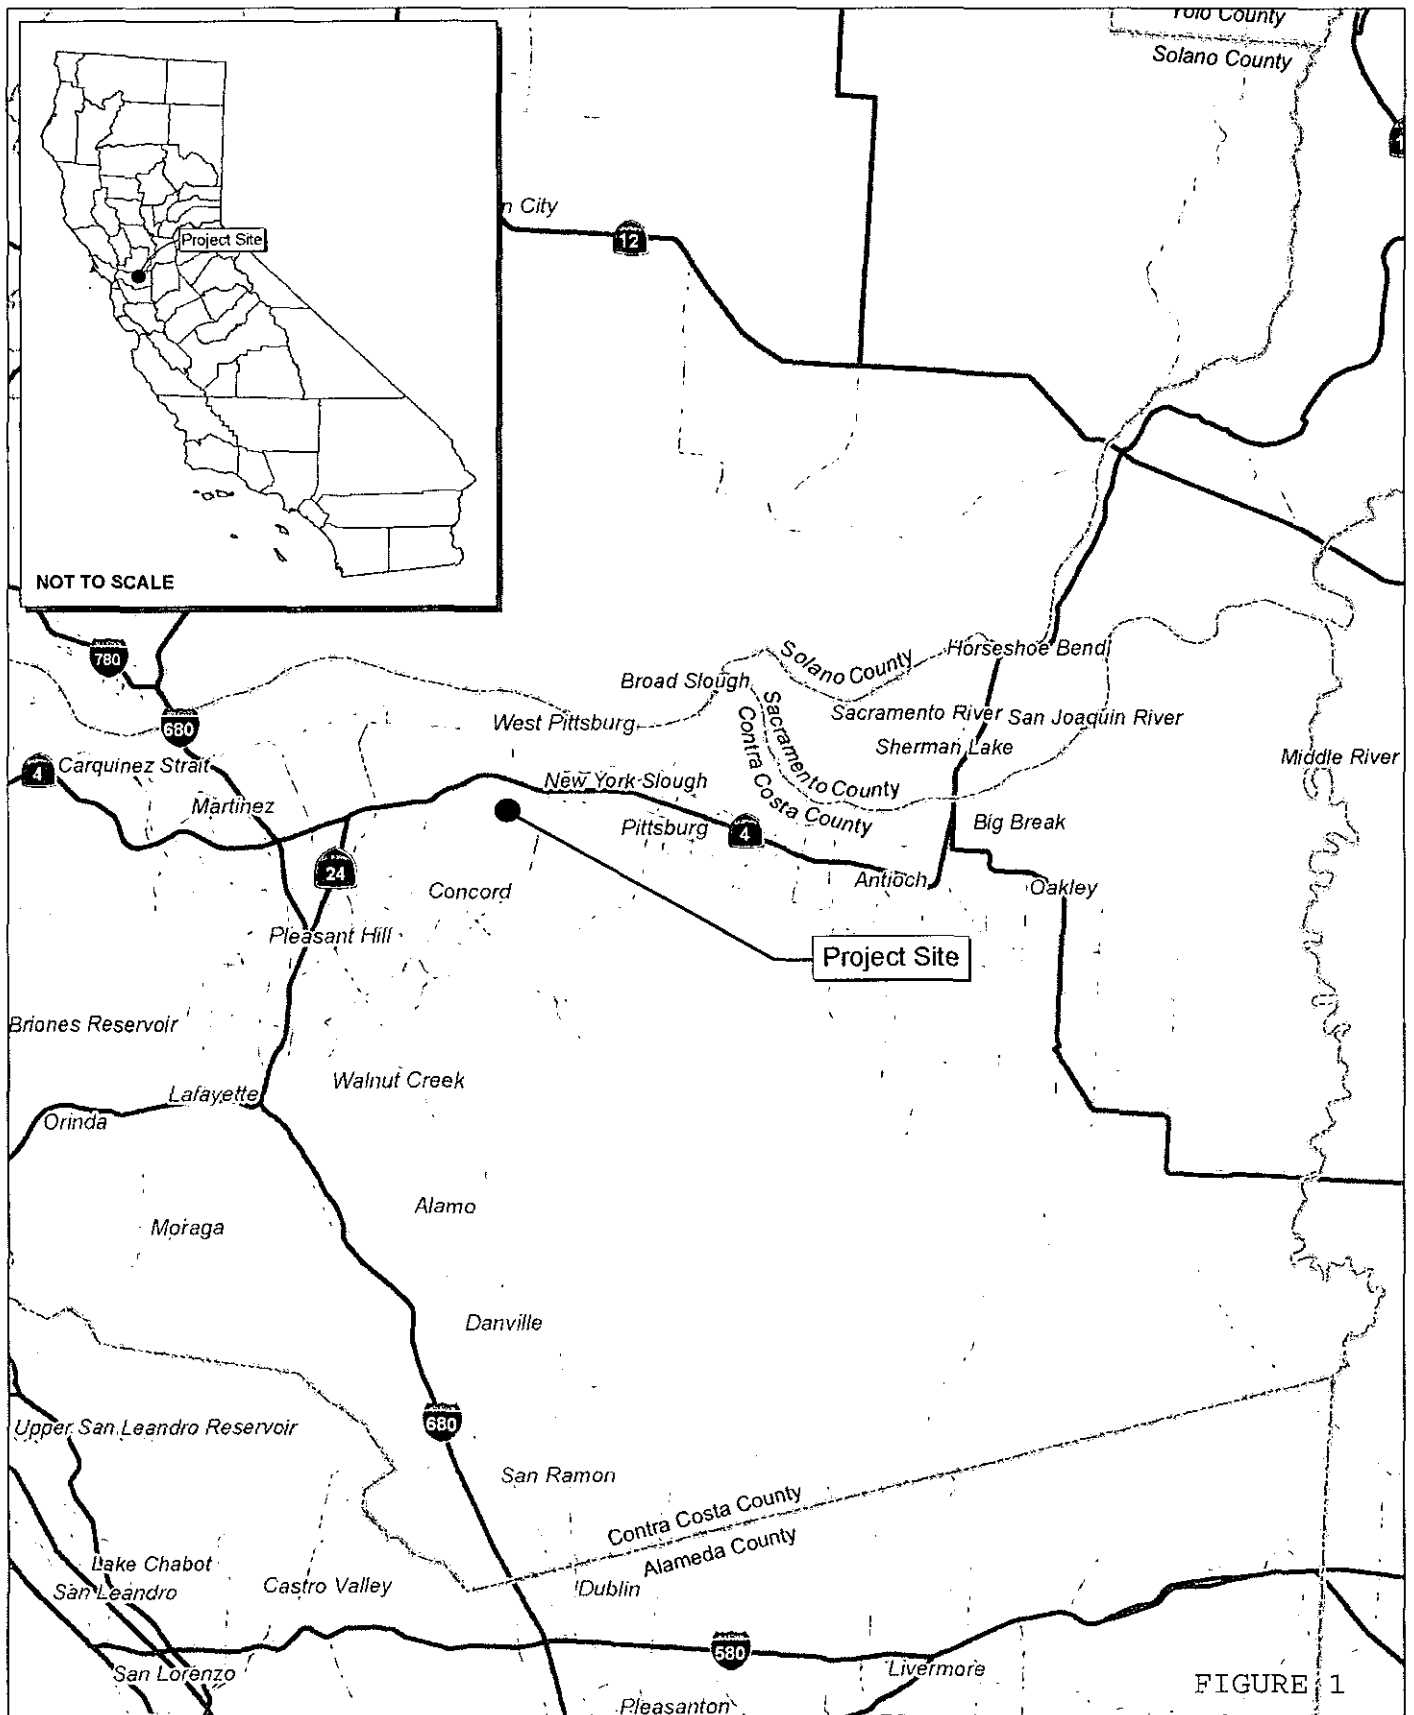 Yolo County
Solano County
n City
12
Project Site
NOT TO SCALE
780
Horseshoe Bend
Solano County
Broad Slough
680
West Pittsburg
Sacramento River
San Joaquin River
Sacramento County
Contra Costa County
Sherman Lake
Middle River
4
Carquinez Strait
New York Slough
Martinez
Pittsburg
4
Big Break
24
Antioch
Oakley
Concord
Pleasant Hill
Project Site
Briones Reservoir
Walnut Creek
Lafayette
Orinda
Alamo
Moraga
Danville
680
Upper San Leandro Reservoir
San Ramon
Contra Costa County
Alameda County
Lake Chabot
San Leandro
Castro Valley
Dublin
580
San Lorenzo
Livermore
FIGURE 1
Pleasanton